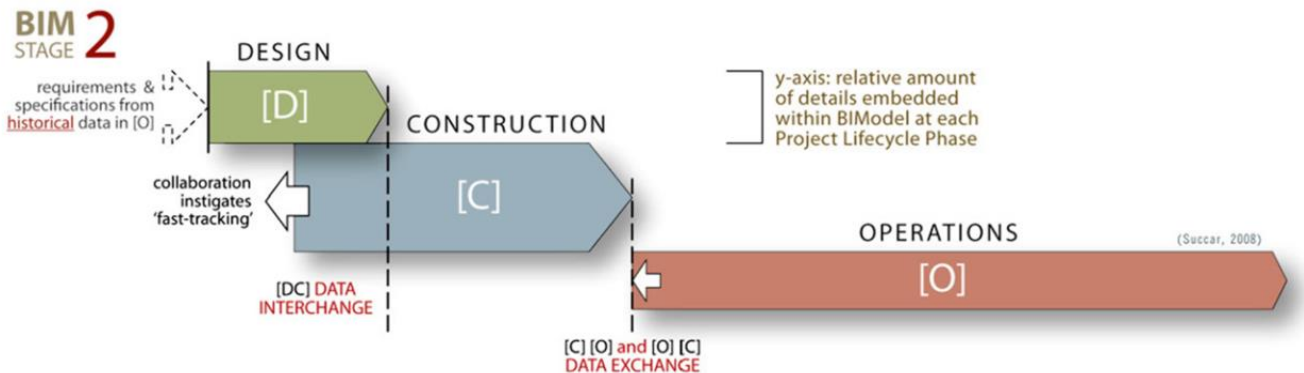 BIM
STAGE 2
DESIGN
requirements &
specifications from
historical data in [O]
[D]
y-axis: relative amount
of details embedded
within BIModel at each
Project Lifecycle Phase
CONSTRUCTION
collaboration
instigates
'fast-tracking'
[C]
OPERATIONS
(Succar, 2008)
[O]
[DC] DATA
INTERCHANGE
[C] [O] and [O] [C]
DATA EXCHANGE